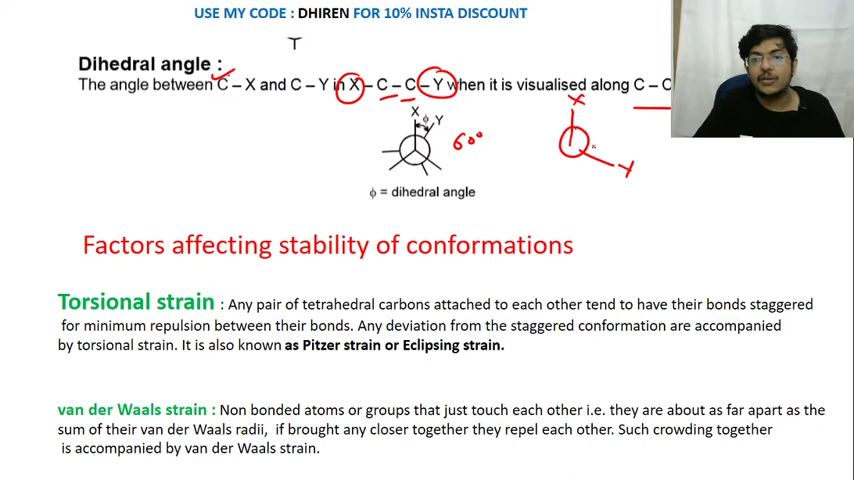 USE MY CODE : DHIREN FOR 10% INSTA DISCOUNT
T
Dihedral angle :
The angle between C – X and C – Y in X – C – C – Y when it is visualised along C – C
X
X
ϕ
Y
60°
Y
ϕ = dihedral angle
Factors affecting stability of conformations
Torsional strain : Any pair of tetrahedral carbons attached to each other tend to have their bonds staggered
for minimum repulsion between their bonds. Any deviation from the staggered conformation are accompanied
by torsional strain. It is also known as Pitzer strain or Eclipsing strain.
van der Waals strain : Non bonded atoms or groups that just touch each other i.e. they are about as far apart as the
sum of their van der Waals radii, if brought any closer together they repel each other. Such crowding together
is accompanied by van der Waals strain.